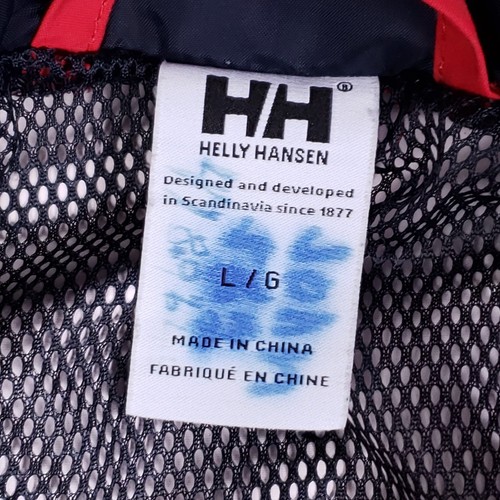 HH®
HELLY HANSEN
Designed and developed
in Scandinavia since 1877
L / G
MADE IN CHINA
FABRIQUÉ EN CHINE